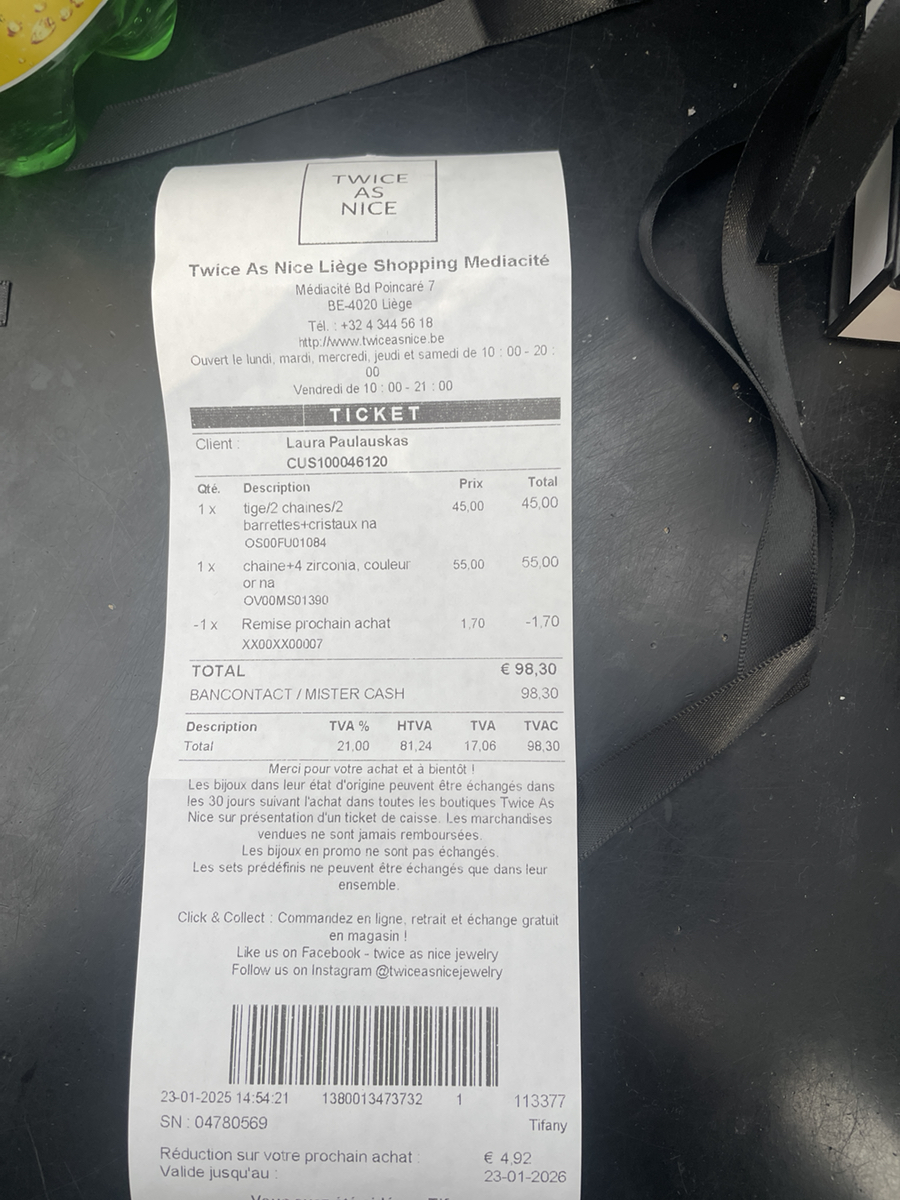 TWICE
AS
NICE
Twice As Nice Liège Shopping Mediacité
Médiacité Bd Poincaré 7
BE-4020 Liège
Tél. : +32 4 344 56 18
http://www.twiceasnice.be
Ouvert le lundi, mardi, mercredi, jeudi et samedi de 10 : 00 - 20 :
00
Vendredi de 10 : 00 - 21 : 00
TICKET
Client : Laura Paulauskas
CUS100046120
Qté. Description Prix Total
1 x tige/2 chaines/2 45,00 45,00
barrettes+cristaux na
OS00FU01084
1 x chaine+4 zirconia, couleur 55,00 55,00
or na
OV00MS01390
-1 x Remise prochain achat 1,70 -1,70
XX00XX00007
TOTAL € 98,30
BANCONTACT / MISTER CASH 98,30
Description TVA % HTVA TVA TVAC
Total 21,00 81,24 17,06 98,30
Merci pour votre achat et à bientôt !
Les bijoux dans leur état d'origine peuvent être échangés dans
les 30 jours suivant l'achat dans toutes les boutiques Twice As
Nice sur présentation d'un ticket de caisse. Les marchandises
vendues ne sont jamais remboursées.
Les bijoux en promo ne sont pas échangés.
Les sets prédéfinis ne peuvent être échangés que dans leur
ensemble.
Click & Collect : Commandez en ligne, retrait et échange gratuit
en magasin !
Like us on Facebook - twice as nice jewelry
Follow us on Instagram @twiceasnicejewelry
23-01-2025 14:54:21 1380013473732 1 113377
SN : 04780569 Tifany
Réduction sur votre prochain achat : € 4,92
Valide jusqu'au : 23-01-2026